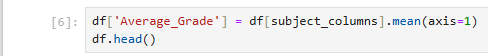 [6]: df['Average_Grade'] = df[subject_columns].mean(axis=1)
df.head()